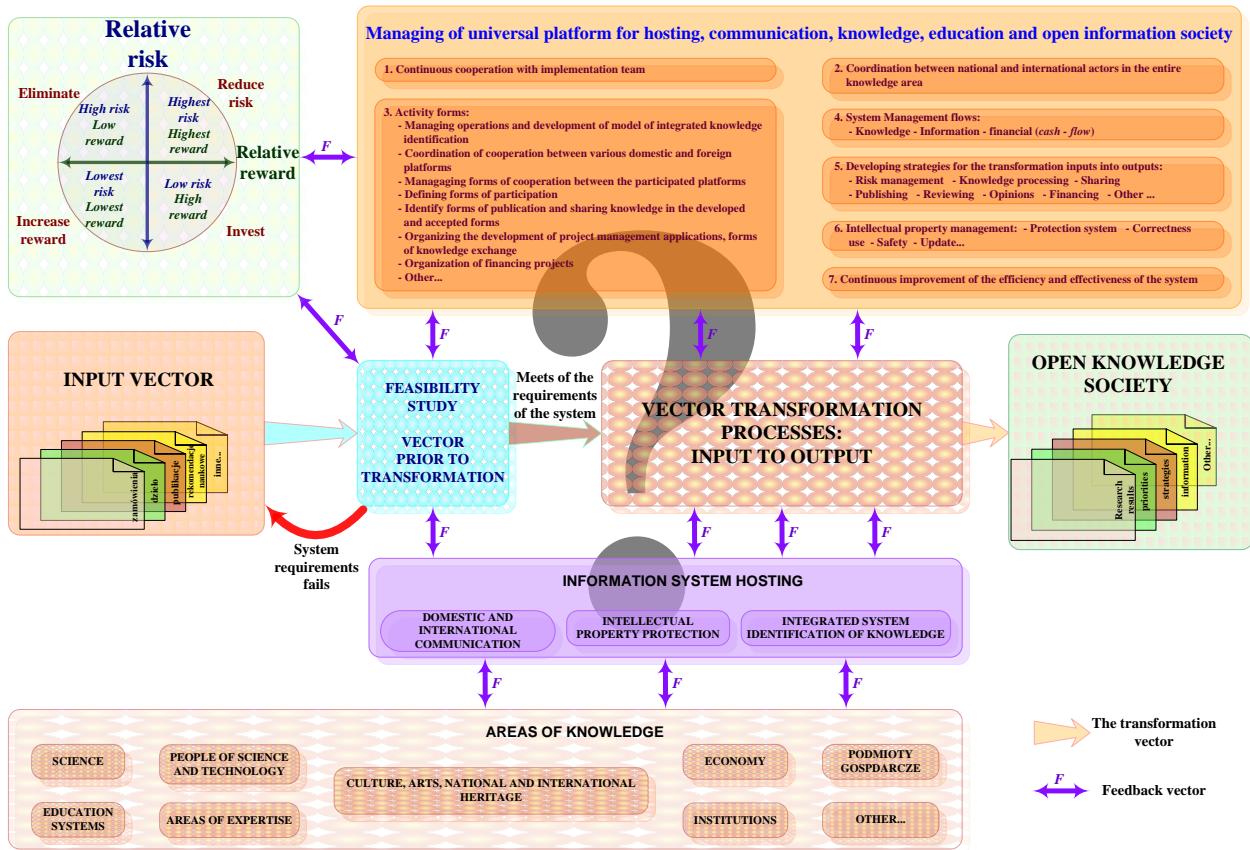 Relative
risk
Eliminate
Reduce
risk
High risk
Low
reward
Highest
risk
Highest
reward
Relative
reward
Lowest
risk
Lowest
reward
Low risk
High
reward
Increase
reward
Invest
F
Managing of universal platform for hosting, communication, knowledge, education and open information society
1. Continuous cooperation with implementation team
3. Activity forms:
- Managing operations and development of model of integrated knowledge
identification
- Coordination of cooperation between various domestic and foreign
platforms
- Managaging forms of cooperation between the participated platforms
- Defining forms of participation
- Identify forms of publication and sharing knowledge in the developed
and accepted forms
- Organizing the development of project management applications, forms
of knowledge exchange
- Organization of financing projects
- Other...
2. Coordination between national and international actors in the entire
knowledge area
4. System Management flows:
- Knowledge - Information - financial (cash - flow)
5. Developing strategies for the transformation inputs into outputs:
- Risk management - Knowledge processing - Sharing
- Publishing - Reviewing - Opinions - Financing - Other ...
6. Intellectual property management: - Protection system - Correctness
use - Safety - Update...
7. Continuous improvement of the efficiency and effectiveness of the system
F
F
F
F
?
INPUT VECTOR
zamówienia
dzieło
publikacje
rekomendacje
naukowe
inne...
FEASIBILITY
STUDY
VECTOR
PRIOR TO
TRANSFORMATION
Meets of the
requirements
of the system
VECTOR TRANSFORMATION
PROCESSES:
INPUT TO OUTPUT
OPEN KNOWLEDGE
SOCIETY
Research
results
priorities
strategies
information
Other...
System
requirements
fails
F
F
F
F
INFORMATION SYSTEM HOSTING
DOMESTIC AND
INTERNATIONAL
COMMUNICATION
INTELLECTUAL
PROPERTY PROTECTION
INTEGRATED SYSTEM
IDENTIFICATION OF KNOWLEDGE
F
F
F
AREAS OF KNOWLEDGE
SCIENCE
PEOPLE OF SCIENCE
AND TECHNOLOGY
CULTURE, ARTS, NATIONAL AND INTERNATIONAL
HERITAGE
ECONOMY
PODMIOTY
GOSPDARCZE
EDUCATION
SYSTEMS
AREAS OF EXPERTISE
INSTITUTIONS
OTHER...
The transformation
vector
F
Feedback vector